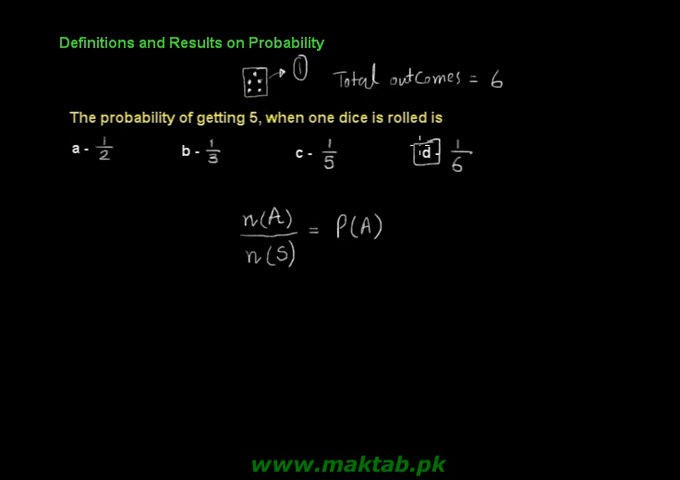 Definitions and Results on Probability
① Total outcomes = 6
The probability of getting 5, when one dice is rolled is
a - 1/2 b - 1/3 c - 1/5 d - 1/6
n(A)/n(S) = P(A)
www.maktab.pk